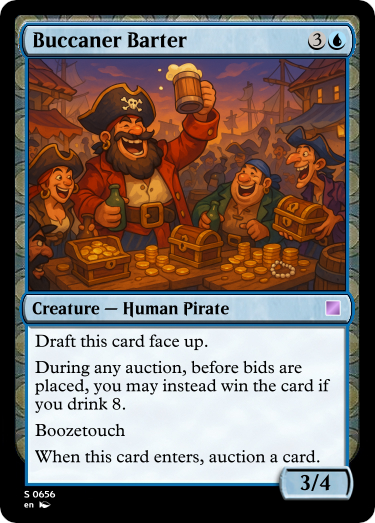 Buccaner Barter 3
Creature — Human Pirate
Draft this card face up.
During any auction, before bids are
placed, you may instead win the card if
you drink 8.
Boozetouch
When this card enters, auction a card.
3/4
S 0656
en